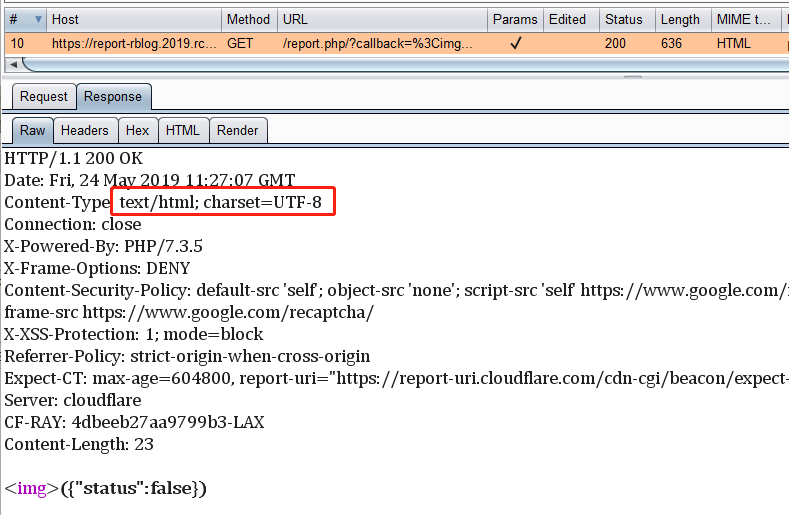 # Host Method URL Params Edited Status Length MIME t...
10 https://report-rblog.2019.rc... GET /report.php/?callback=%3Cimg... ✓ 200 636 HTML
Request Response
Raw Headers Hex HTML Render
HTTP/1.1 200 OK
Date: Fri, 24 May 2019 11:27:07 GMT
Content-Type: text/html; charset=UTF-8
Connection: close
X-Powered-By: PHP/7.3.5
X-Frame-Options: DENY
Content-Security-Policy: default-src 'self'; object-src 'none'; script-src 'self' https://www.google.com/
frame-src https://www.google.com/recaptcha/
X-XSS-Protection: 1; mode=block
Referrer-Policy: strict-origin-when-cross-origin
Expect-CT: max-age=604800, report-uri="https://report-uri.cloudflare.com/cdn-cgi/beacon/expect-
Server: cloudflare
CF-RAY: 4dbeeb27aa9799b3-LAX
Content-Length: 23
<img>({"status":false})